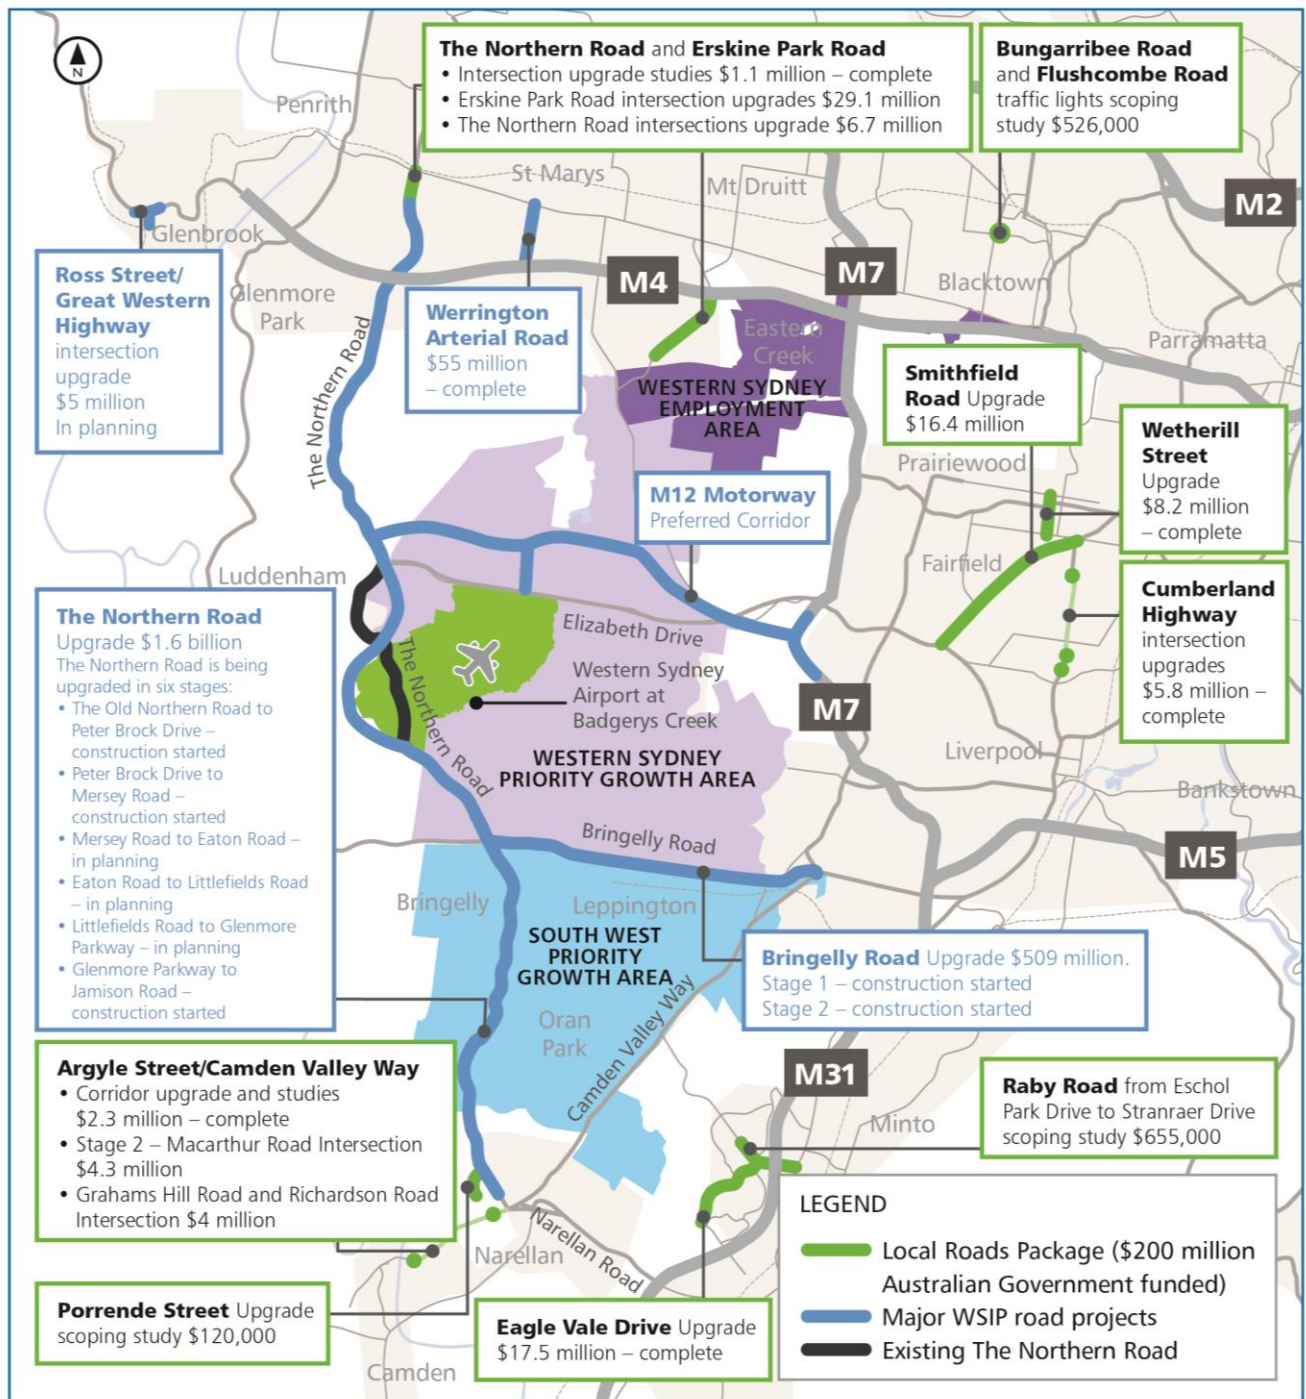 N
Penrith
The Northern Road and Erskine Park Road
• Intersection upgrade studies $1.1 million – complete
• Erskine Park Road intersection upgrades $29.1 million
• The Northern Road intersections upgrade $6.7 million
Bungarribee Road
and Flushcombe Road
traffic lights scoping
study $526,000
St Marys
Mt Druitt
M2
Glenbrook
Ross Street/
Great Western
Highway
intersection
upgrade
$5 million
In planning
Glenmore
Park
The Northern Road
Werrington
Arterial Road
$55 million
– complete
M4
M7
Blacktown
Parramatta
Eastern
Creek
WESTERN SYDNEY
EMPLOYMENT
AREA
Smithfield
Road Upgrade
$16.4 million
Wetherill
Street
Upgrade
$8.2 million
– complete
Prairiewood
M12 Motorway
Preferred Corridor
Fairfield
Cumberland
Highway
intersection
upgrades
$5.8 million –
complete
Luddenham
The Northern Road
Upgrade $1.6 billion
The Northern Road is being
upgraded in six stages:
• The Old Northern Road to
Peter Brock Drive –
construction started
• Peter Brock Drive to
Mersey Road –
construction started
• Mersey Road to Eaton Road –
in planning
• Eaton Road to Littlefields Road
– in planning
• Littlefields Road to Glenmore
Parkway – in planning
• Glenmore Parkway to
Jamison Road –
construction started
Elizabeth Drive
The Northern Road
Western Sydney
Airport at
Badgerys Creek
M7
WESTERN SYDNEY
PRIORITY GROWTH AREA
Liverpool
Bankstown
Bringelly Road
M5
Bringelly
Leppington
SOUTH WEST
PRIORITY
GROWTH AREA
Bringelly Road Upgrade $509 million.
Stage 1 – construction started
Stage 2 – construction started
Oran
Park
Camden Valley Way
M31
Minto
Argyle Street/Camden Valley Way
• Corridor upgrade and studies
$2.3 million – complete
• Stage 2 – Macarthur Road Intersection
$4.3 million
• Grahams Hill Road and Richardson Road
Intersection $4 million
Raby Road from Eschol
Park Drive to Stranraer Drive
scoping study $655,000
Narellan
Narellan Road
Porrende Street Upgrade
scoping study $120,000
Eagle Vale Drive Upgrade
$17.5 million – complete
Camden
LEGEND
Local Roads Package ($200 million
Australian Government funded)
Major WSIP road projects
Existing The Northern Road